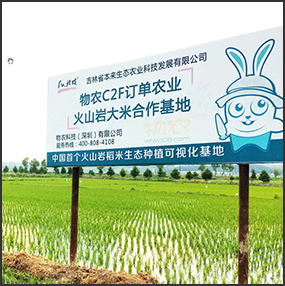 吉林省本来生态农业科技发展有限公司
物农C2F订单农业
火山岩大米合作基地
物农科技（深圳）有限公司
服务热线：400-808-4108
中国首个火山岩稻米生态种植可视化基地